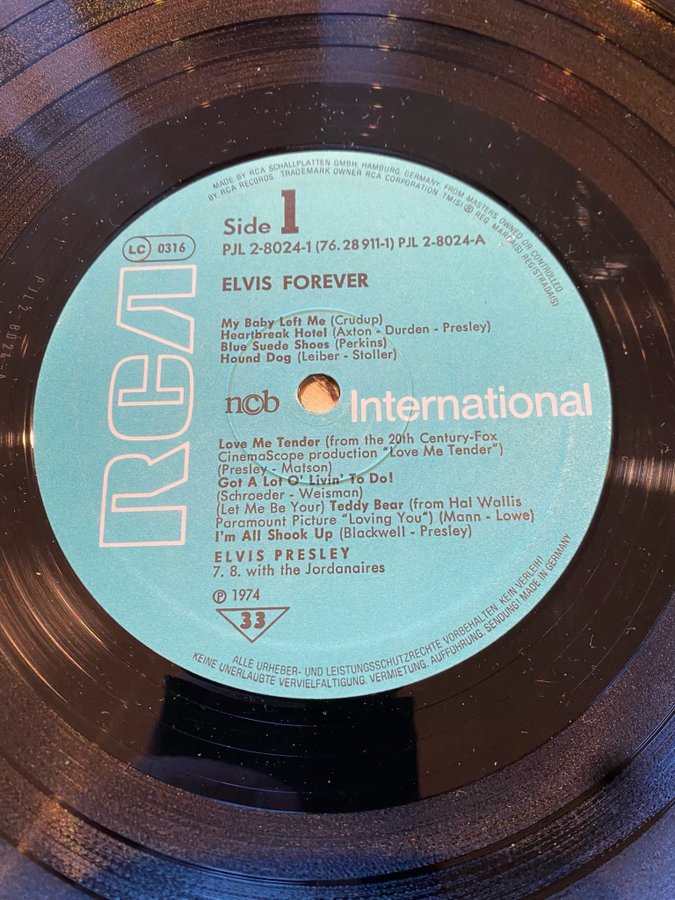 MADE BY RCA SCHALLPLATTEN GMBH, HAMBURG, GERMANY, FROM MASTERS OWNED OR CONTROLLED
BY RCA RECORDS TRADEMARK OWNER RCA CORPORATION TM(S) ® REG MARCA(S) REGISTRADA(S)
Side 1
LC 0316
PJL 2-8024-1 (76.28 911-1) PJL 2-8024-A
RCA
ELVIS FOREVER
My Baby Left Me (Crudup)
Heartbreak Hotel (Axton - Durden - Presley)
Blue Suede Shoes (Perkins)
Hound Dog (Leiber - Stoller)
n©b
International
Love Me Tender (from the 20th Century-Fox
CinemaScope production "Love Me Tender")
(Presley - Matson)
Got A Lot O' Livin' To Do!
(Schroeder - Weisman)
(Let Me Be Your) Teddy Bear (from Hal Wallis
Paramount Picture "Loving You") (Mann - Lowe)
I'm All Shook Up (Blackwell - Presley)
ELVIS PRESLEY
7. 8. with the Jordanaires
℗ 1974
33
ALLE URHEBER- UND LEISTUNGSSCHUTZRECHTE VORGEHALTEN. KEIN VERLEIH!
KEINE UNERLAUBTE VERVIELFÄLTIGUNG. VERMIETUNG. AUFFÜHRUNG. SENDUNG! MADE IN GERMANY